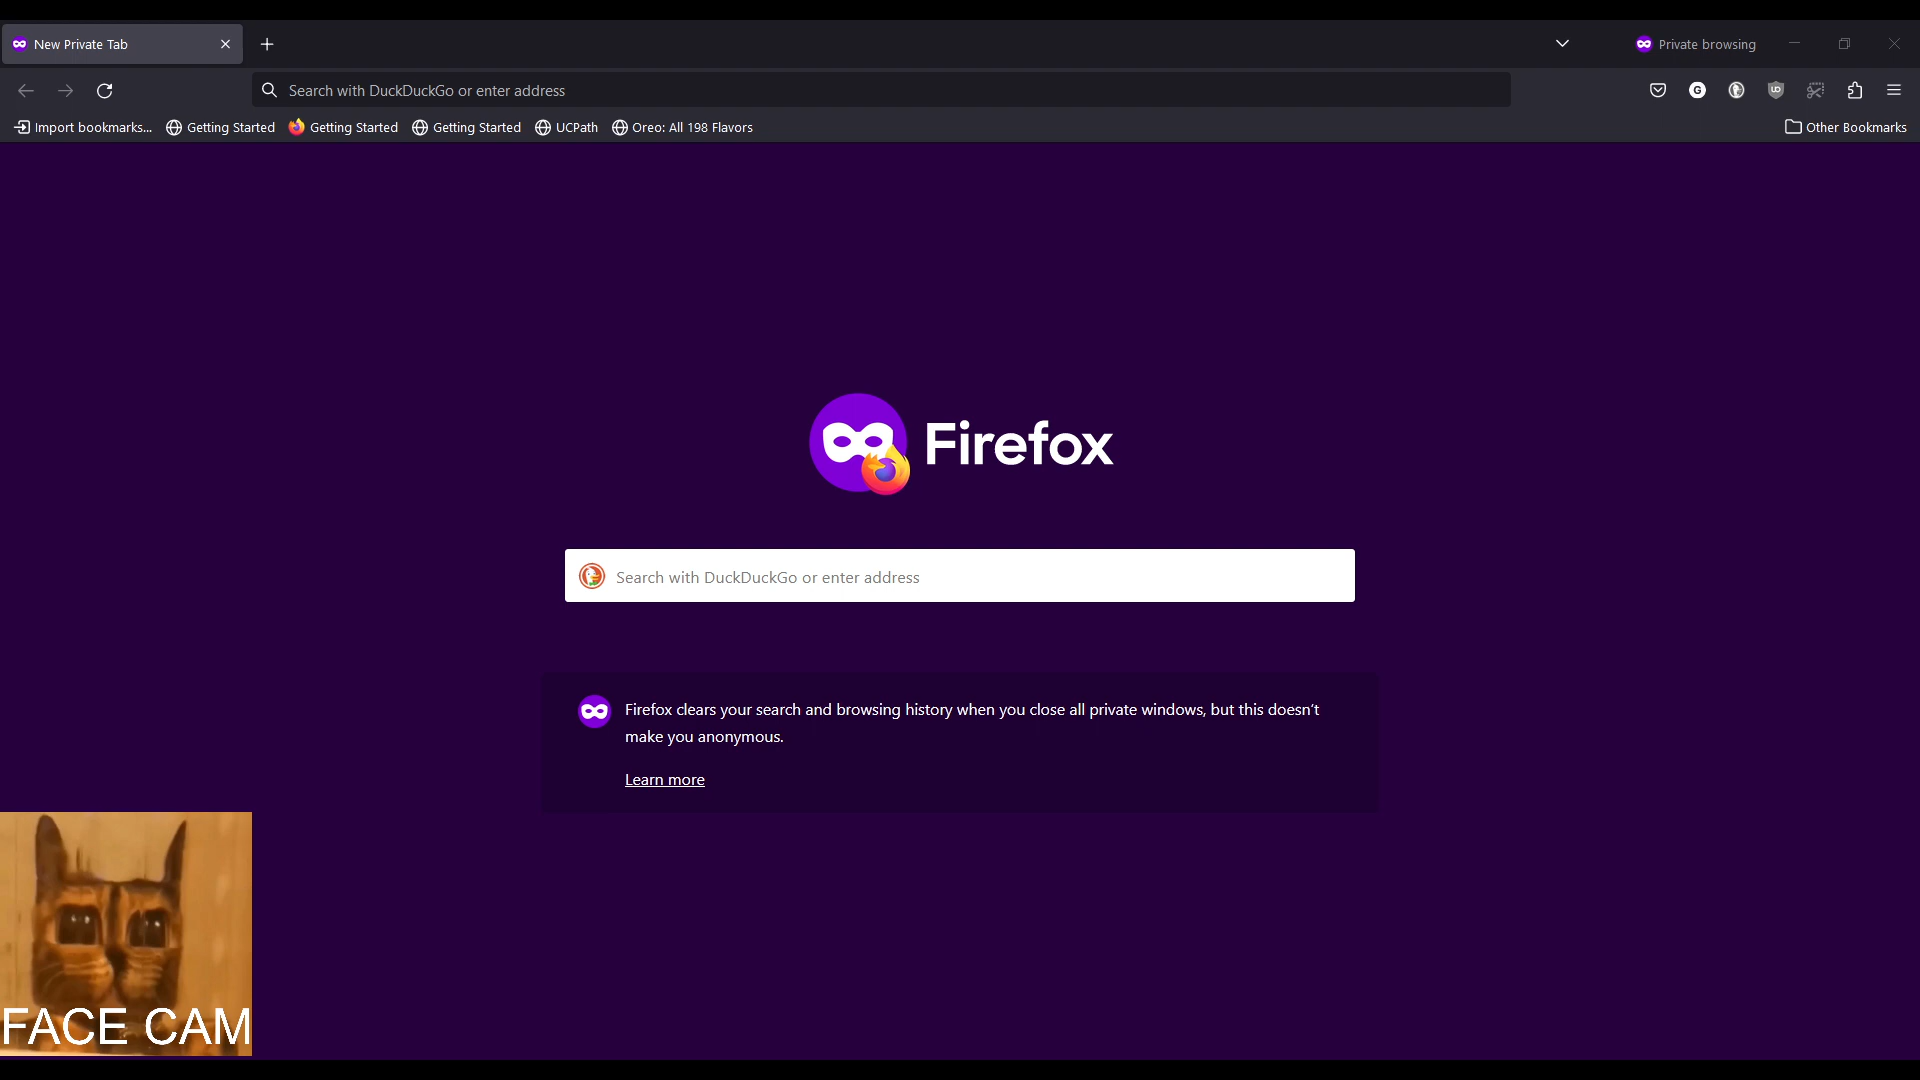 New Private Tab
Private browsing
Search with DuckDuckGo or enter address
Import bookmarks... Getting Started Getting Started Getting Started UCPath Oreo: All 198 Flavors Other Bookmarks
Firefox
Search with DuckDuckGo or enter address
Firefox clears your search and browsing history when you close all private windows, but this doesn't
make you anonymous.
Learn more
FACE CAM